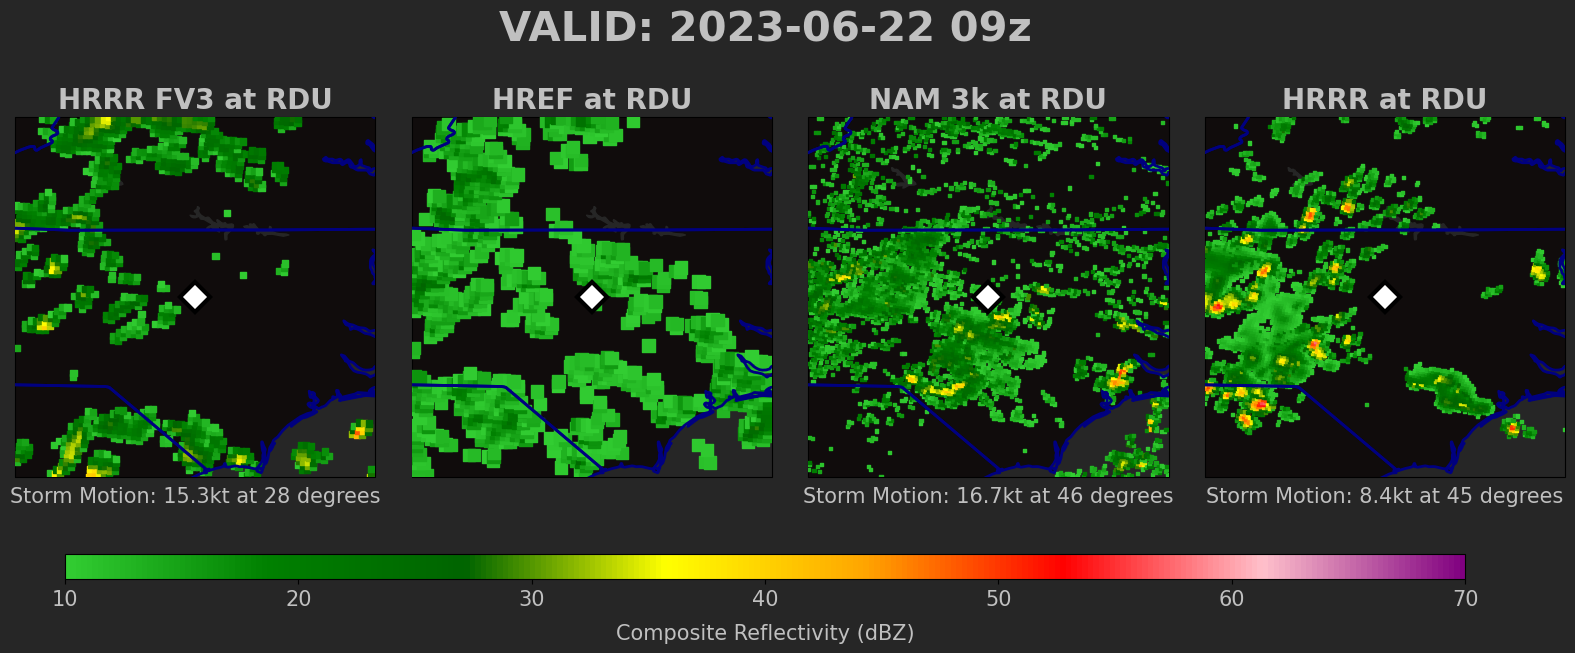 VALID: 2023-06-22 09z
HRRR FV3 at RDU
HREF at RDU
NAM 3k at RDU
HRRR at RDU
Storm Motion: 15.3kt at 28 degrees
Storm Motion: 16.7kt at 46 degrees
Storm Motion: 8.4kt at 45 degrees
10 20 30 40 50 60 70
Composite Reflectivity (dBZ)